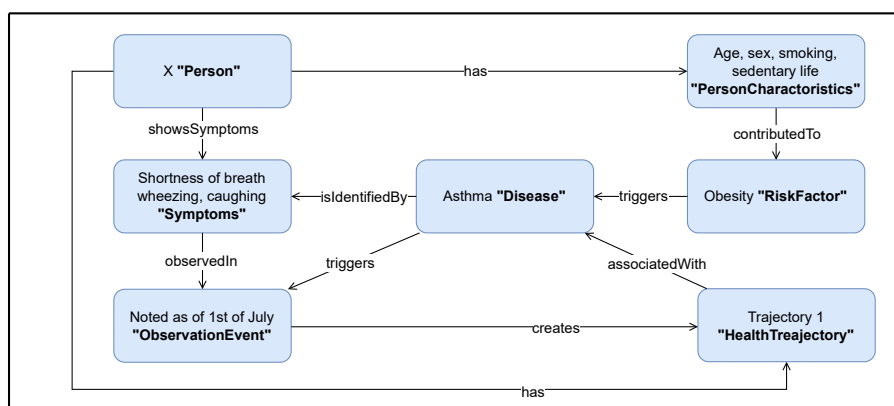 Age, sex, smoking,
sedentary life
"PersonCharactoristics"
X "Person"
has
showsSymptoms
contributedTo
Shortness of breath
wheezing, caughing
"Symptoms"
isIdentifiedBy
Asthma "Disease"
triggers
Obesity "RiskFactor"
observedIn
triggers
associatedWith
Noted as of 1st of July
"ObservationEvent"
creates
Trajectory 1
"HealthTreajectory"
has